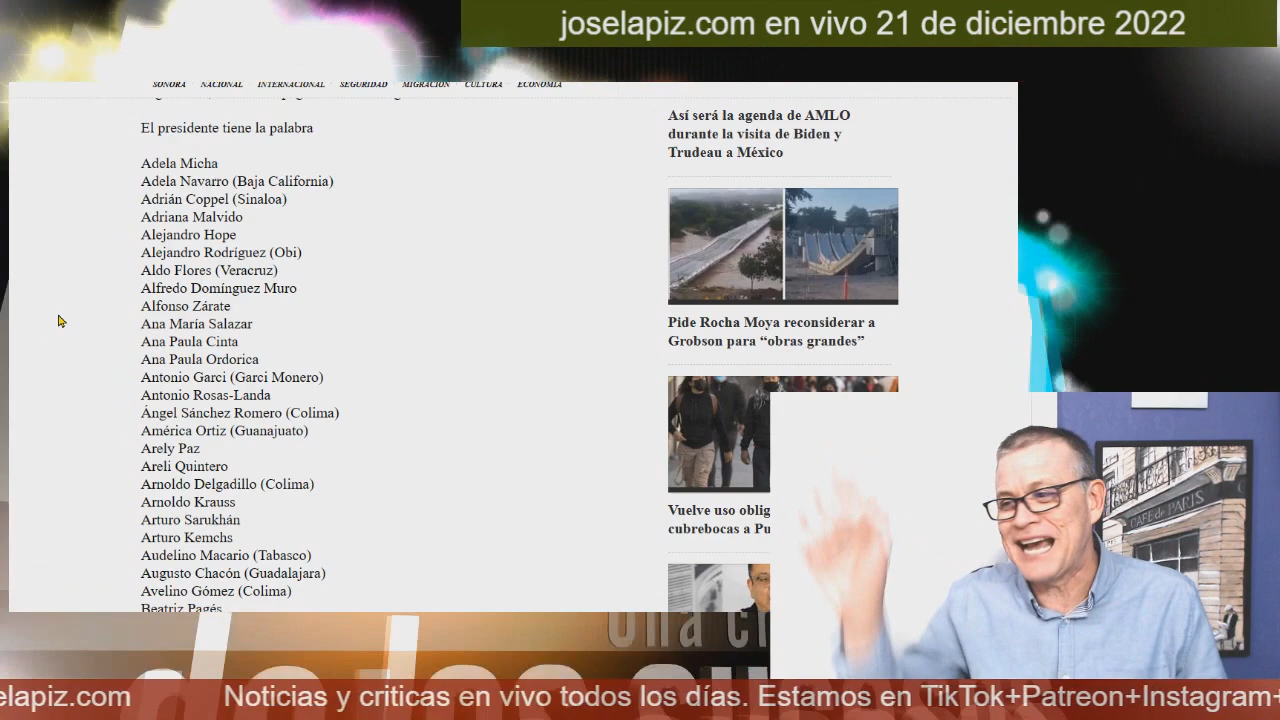 joselapiz.com en vivo 21 de diciembre 2022
SONORA NACIONAL INTERNACIONAL SEGURIDAD MIGRACIÓN CULTURA ECONOMÍA
El presidente tiene la palabra
Adela Micha
Adela Navarro (Baja California)
Adrián Coppel (Sinaloa)
Adriana Malvido
Alejandro Hope
Alejandro Rodríguez (Obi)
Aldo Flores (Veracruz)
Alfredo Domínguez Muro
Alfonso Zárate
Ana María Salazar
Ana Paula Cinta
Ana Paula Ordorica
Antonio Garci (Garci Monero)
Antonio Rosas-Landa
Ángel Sánchez Romero (Colima)
América Ortiz (Guanajuato)
Arely Paz
Areli Quintero
Arnoldo Delgadillo (Colima)
Arnoldo Krauss
Arturo Sarukhán
Arturo Kemchs
Audelino Macario (Tabasco)
Augusto Chacón (Guadalajara)
Avelino Gómez (Colima)
Beatriz Pagés
Así será la agenda de AMLO
durante la visita de Biden y
Trudeau a México
Pide Rocha Moya reconsiderar a
Grobson para “obras grandes”
Vuelve uso oblig
cubrebocas a Pu
CAFE de PARIS
una c
elapiz.com Noticias y criticas en vivo todos los días. Estamos en TikTok+Patreon+Instagram+